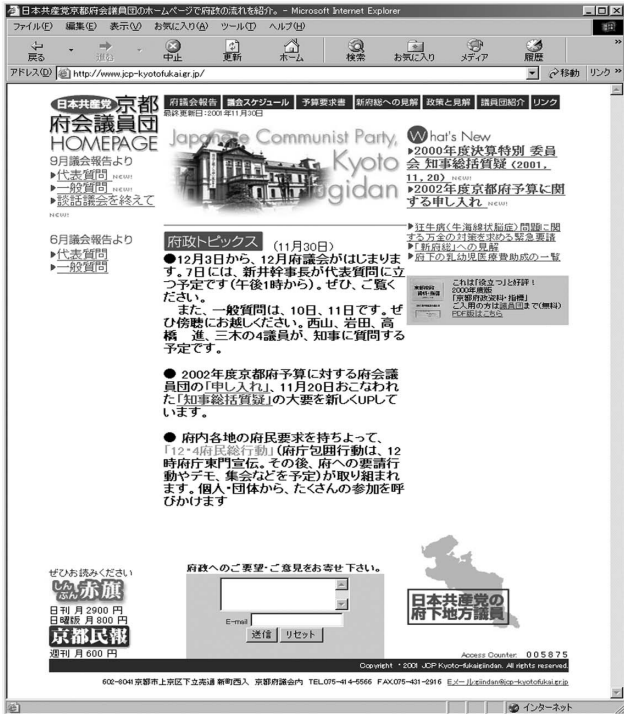 日本共産党京都府会議員団のホームページで府政の流れを紹介。 - Microsoft Internet Explorer
ファイル(F) 編集(E) 表示(V) お気に入り(A) ツール(T) ヘルプ(H)
戻る 中止 更新 ホーム 検索 お気に入り メディア 履歴
アドレス(D) http://www.jcp-kyotofukai.gr.jp/ 移動 リンク
日本共産党 京都
府会議員団
HOMEPAGE
9月議会報告より
▶代表質問 NEW!
▶一般質問 NEW!
▶談話議会を終えて
NEW!
6月議会報告より
▶代表質問
▶一般質問
府議会報告 議会スケジュール 予算要求書 新府総への見解 政策と見解 議員団紹介 リンク
最終更新日:2001年11月30日
Japanese Communist Party,
Kyoto
gidan
府政トピックス (11月30日)
●12月3日から、12月府議会がはじまりま
す。7日には、新井幹事長が代表質問に立
つ予定です(午後1時から)。ぜひ、ご覧く
ださい。
また、一般質問は、10日、11日です。ぜ
ひ傍聴にお越しください。西山、岩田、高
橋 進、三木の4議員が、知事に質問する
予定です。
● 2002年度京都府予算に対する府会議
員団の「申し入れ」、11月20日おこなわれ
た「知事総括質疑」の大要を新しくUPして
います。
● 府内各地の府民要求を持ちよって、
「12・4府民総行動」(府庁包囲行動は、12
時府庁東門宣伝。その後、府への要請行
動やデモ、集会などを予定)が取り組まれ
ます。個人・団体から、たくさんの参加を呼
びかけます
What's New
▶2000年度決算特別 委員
会 知事総括質疑 (2001,
11,20) NEW!
▶2002年度京都府予算に関
する申し入れ NEW!
▶狂牛病(牛海綿状脳症)問題に関
する万全の対策を求める緊急要請
▶「新府総」への見解
▶府下の乳幼児医療費助成の一覧
これは「役立つ」と好評!
2000年度版
「京都府政資料・指標」
ご入用の方は議員団まで(無料)
PDF版はこちら
ぜひお読みください
しんぶん 赤旗
日刊 月2900 円
日曜版 月800 円
京都民報
週刊 月600 円
府政へのご要望・ご意見をお寄せ下さい。
E-mail
送信 リセット
日本共産党の
府下地方議員
Access Counter: 005875
Copyright ・2001 JCP Kyoto-fukaigiindan. All rights reserved.
602-8041京都市上京区下立売通 新町西入 京都府議会内 TEL.075-414-5566 FAX.075-431-2916 Eメール:giindan@jcp-kyotofukai.gr.jp
インターネット